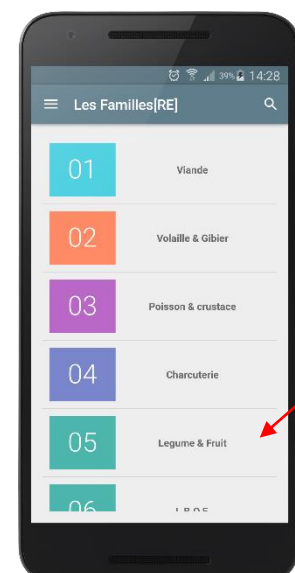 39% 14:28
Les Familles[RE]
01 Viande
02 Volaille & Gibier
03 Poisson & crustace
04 Charcuterie
05 Legume & Fruit